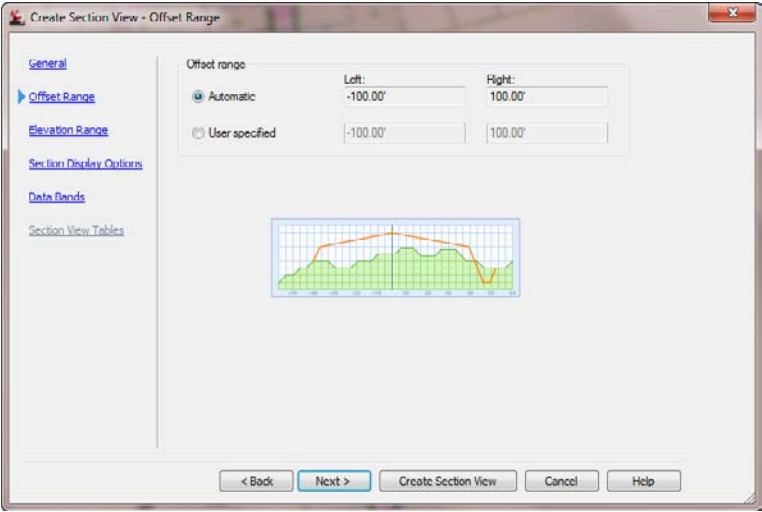 Create Section View - Offset Range
General
Offset Range
Elevation Range
Section Display Options
Data Bands
Section View Tables
Offset range
Left:
Right:
Automatic
-100.00'
100.00'
User specified
-100.00'
100.00'
< Back
Next >
Create Section View
Cancel
Help